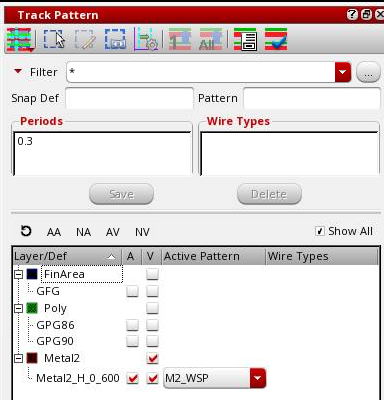 Track Pattern
All
Filter *
...
Snap Def Pattern
Periods Wire Types
0.3
Save Delete
AA NA AV NV Show All
Layer/Def A V Active Pattern Wire Types
FinArea
GFG
Poly
GPG86
GPG90
Metal2
Metal2_H_0_600 M2_WSP